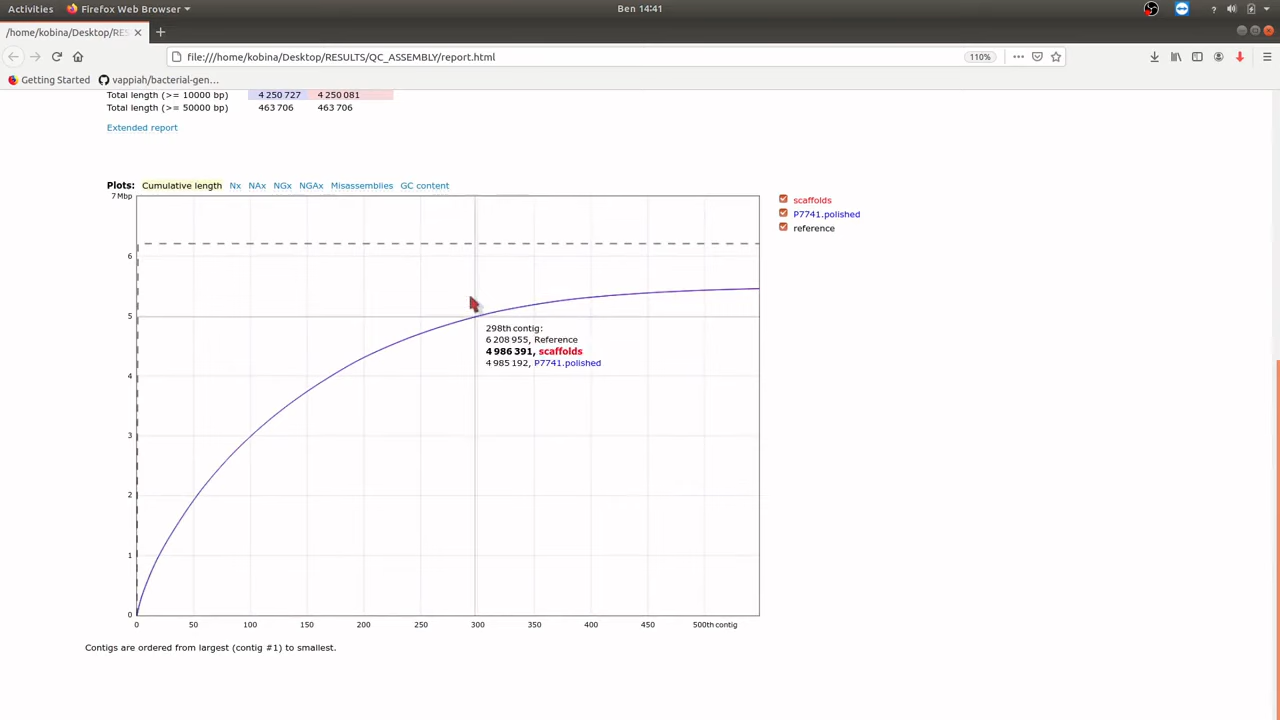 Activities Firefox Web Browser Ben 14:41
/home/kobina/Desktop/RES
file:///home/kobina/Desktop/RESULTS/QC_ASSEMBLY/report.html 110%
Getting Started vappiah/bacterial-gen...
Total length (>= 10000 bp) 4 250 727 4 250 081
Total length (>= 50000 bp) 463 706 463 706
Extended report
Plots: Cumulative length Nx NAx NGx NGAx Misassemblies GC content
7 Mbp
6
5
4
3
2
1
0
scaffolds
P7741.polished
reference
298th contig:
6 208 955, Reference
4 986 391, scaffolds
4 985 192, P7741.polished
0 50 100 150 200 250 300 350 400 450 500th contig
Contigs are ordered from largest (contig #1) to smallest.